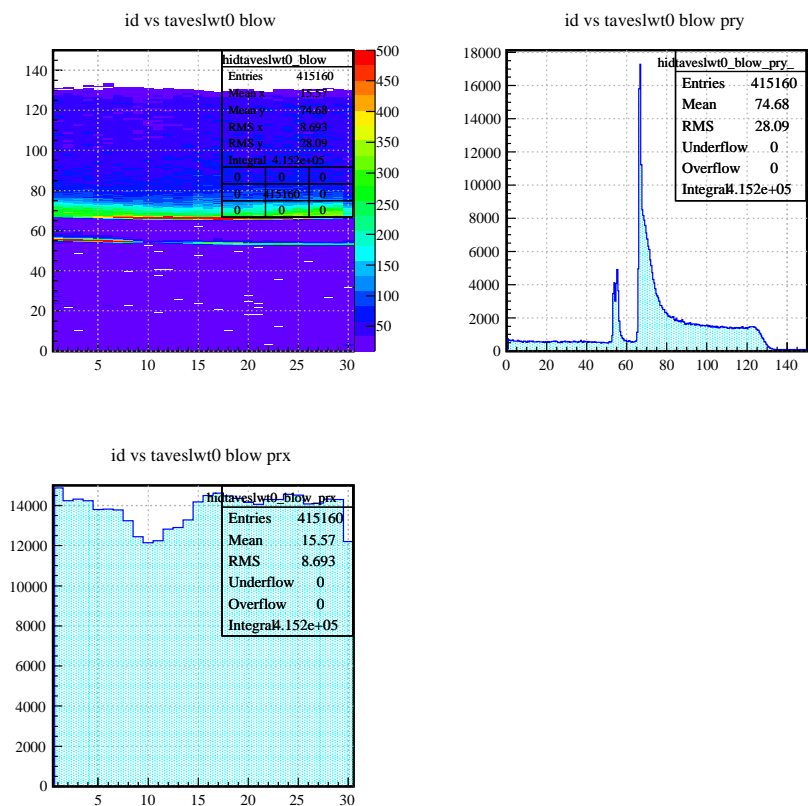 id vs taveslwt0 blow
hidtaveslwt0_blow
Entries 415160
Mean x 15.57
Mean y 74.68
RMS x 8.693
RMS y 28.09
Integral 4.152e+05
0 0 0
0 415160 0
0 0 0
140
120
100
80
60
40
20
0
5 10 15 20 25 30
500
450
400
350
300
250
200
150
100
50
id vs taveslwt0 blow pry
hidtaveslwt0_blow_pry_
Entries 415160
Mean 74.68
RMS 28.09
Underflow 0
Overflow 0
Integral 4.152e+05
18000
16000
14000
12000
10000
8000
6000
4000
2000
0
0 20 40 60 80 100 120 140
id vs taveslwt0 blow prx
hidtaveslwt0_blow_prx
Entries 415160
Mean 15.57
RMS 8.693
Underflow 0
Overflow 0
Integral 4.152e+05
14000
12000
10000
8000
6000
4000
2000
0
5 10 15 20 25 30